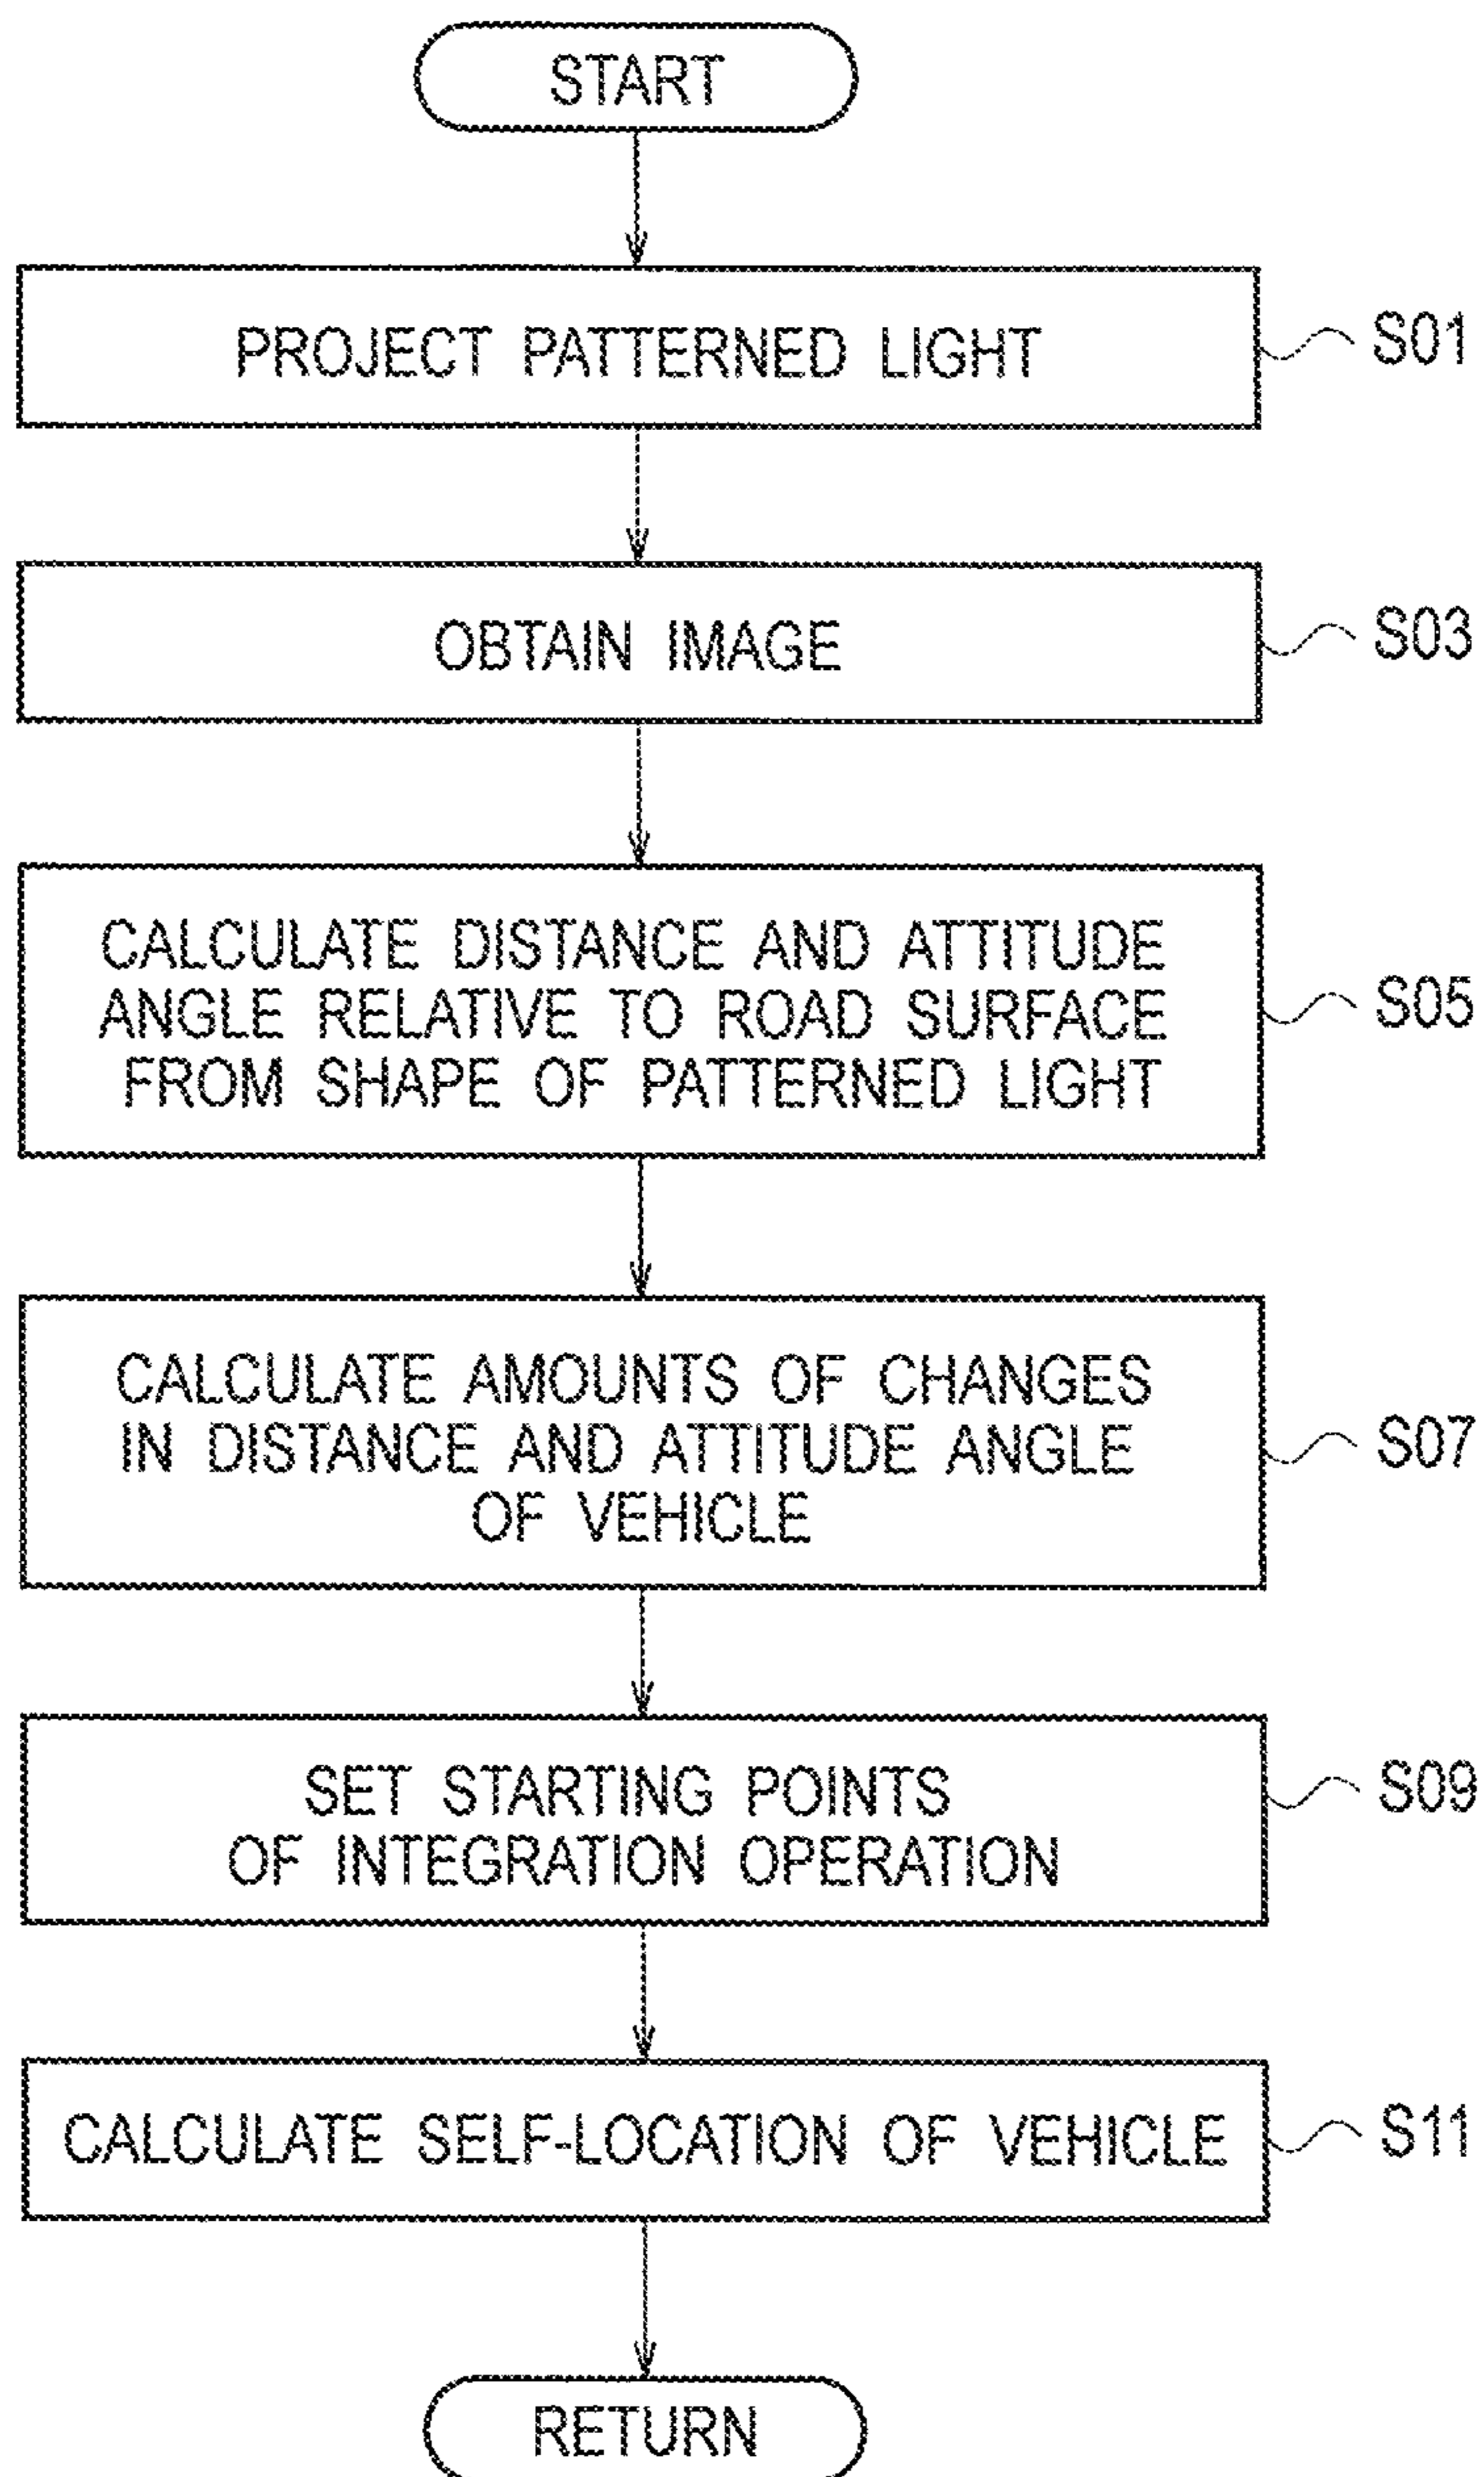 START
PROJECT PATTERNED LIGHT
S01
OBTAIN IMAGE
S03
CALCULATE DISTANCE AND ATTITUDE
ANGLE RELATIVE TO ROAD SURFACE
FROM SHAPE OF PATTERNED LIGHT
S05
CALCULATE AMOUNTS OF CHANGES
IN DISTANCE AND ATTITUDE ANGLE
OF VEHICLE
S07
SET STARTING POINTS
OF INTEGRATION OPERATION
S09
CALCULATE SELF-LOCATION OF VEHICLE
S11
RETURN